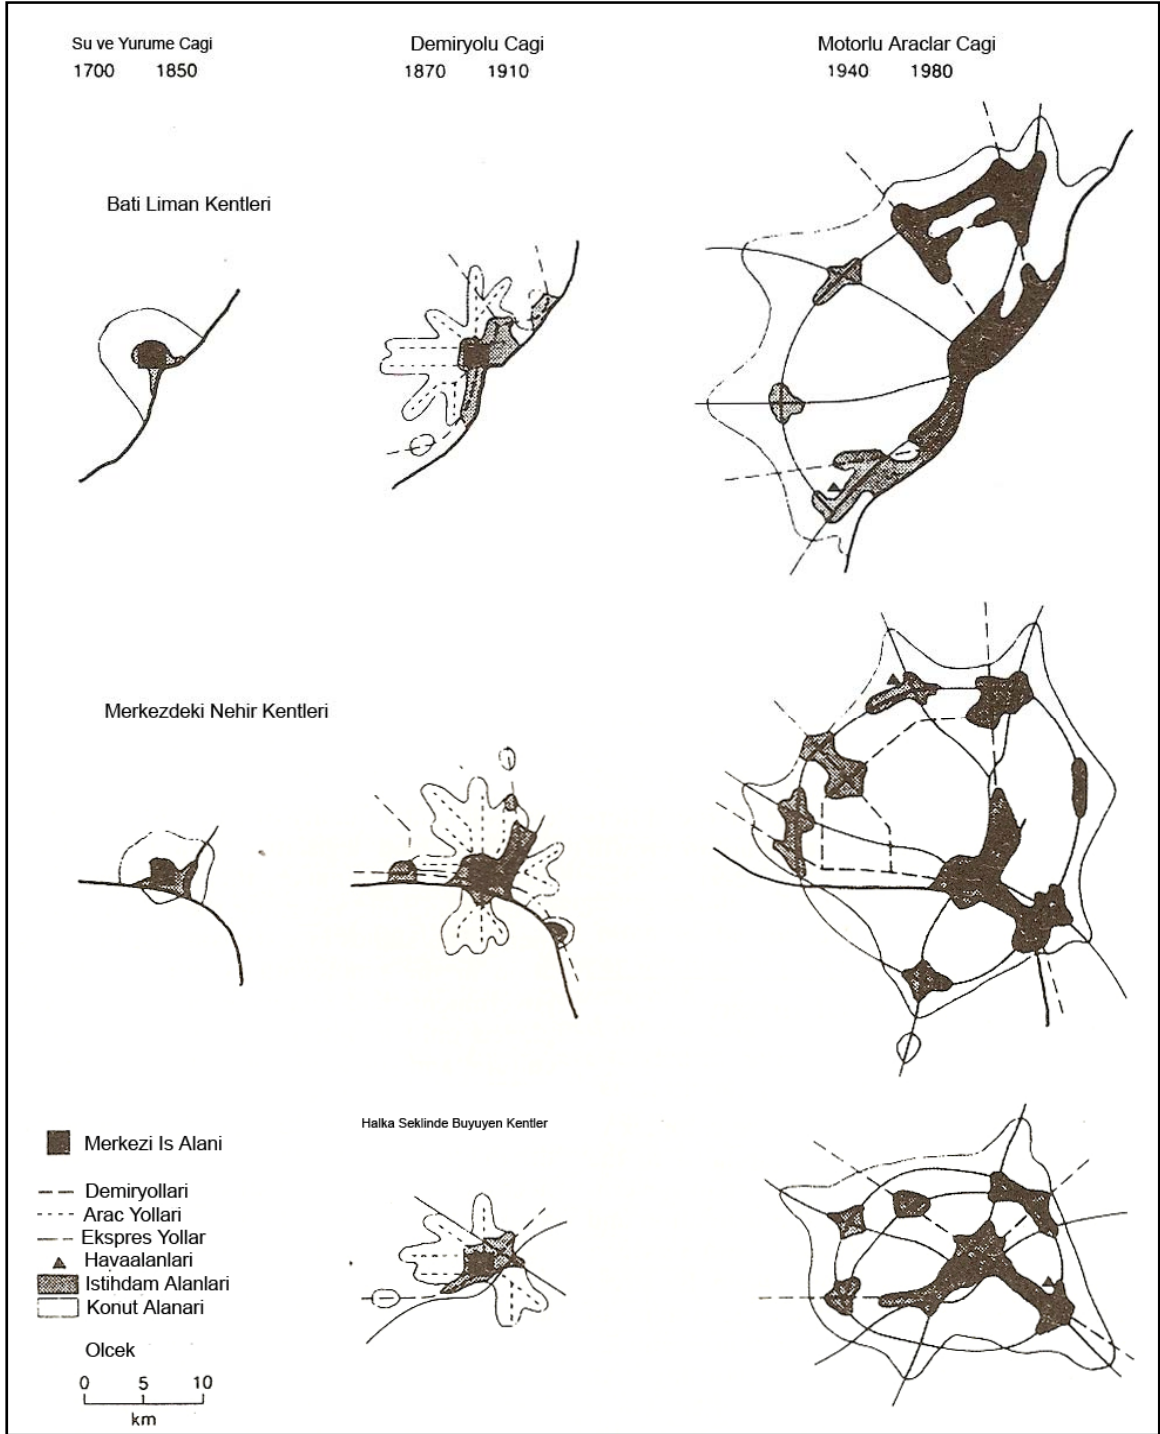 Su ve Yurume Cagi
1700 1850
Demiryolu Cagi
1870 1910
Motorlu Araclar Cagi
1940 1980
Bati Liman Kentleri
Merkezdeki Nehir Kentleri
Halka Seklinde Buyuyen Kentler
Merkezi Is Alani
Demiryollari
Arac Yollari
Ekspres Yollar
Havaalanlari
Istihdam Alanlari
Konut Alanari
Olcek
0 5 10
km